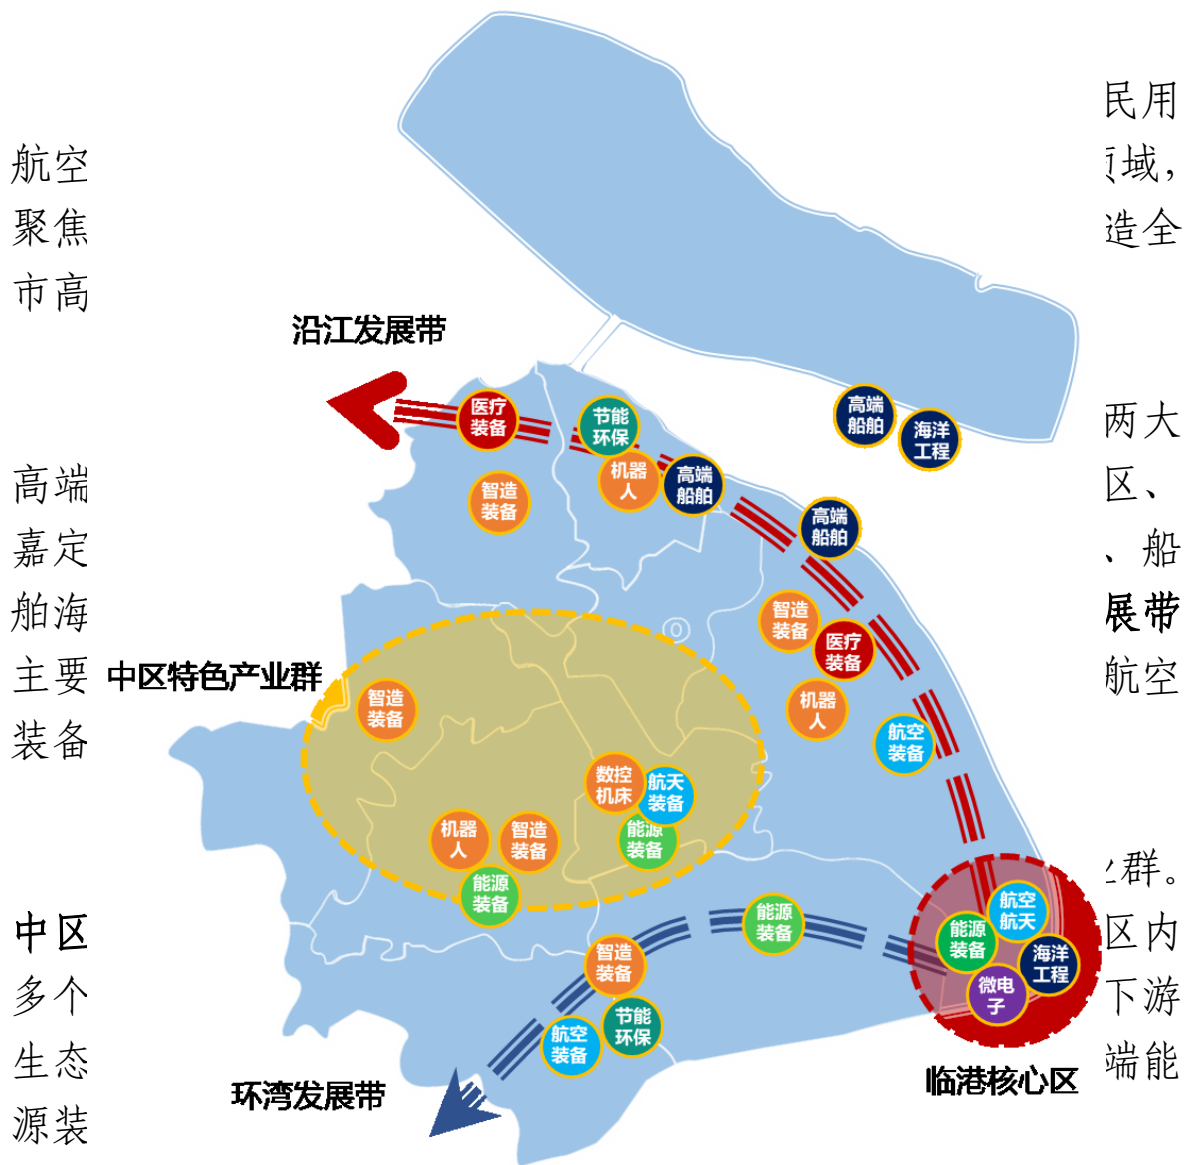 民用
航空
域，
聚焦
造全
市高
沿江发展带
医疗
装备
节能
环保
高端
船舶
海洋
工程
两大
高端
智造
装备
机器
人
高端
船舶
区、
嘉定
高端
船舶
、船
舶海
智造
装备
医疗
装备
展带
主要
中区特色产业群
智造
装备
机器
人
航空
装备
航空
装备
数控
机床
航天
装备
能源
装备
机器
人
智造
装备
能源
装备
群。
中区
能源
装备
航空
航天
能源
装备
海洋
工程
微电
子
区内
多个
智造
装备
节能
环保
航空
装备
下游
生态
环湾发展带
临港核心区
端能
源装